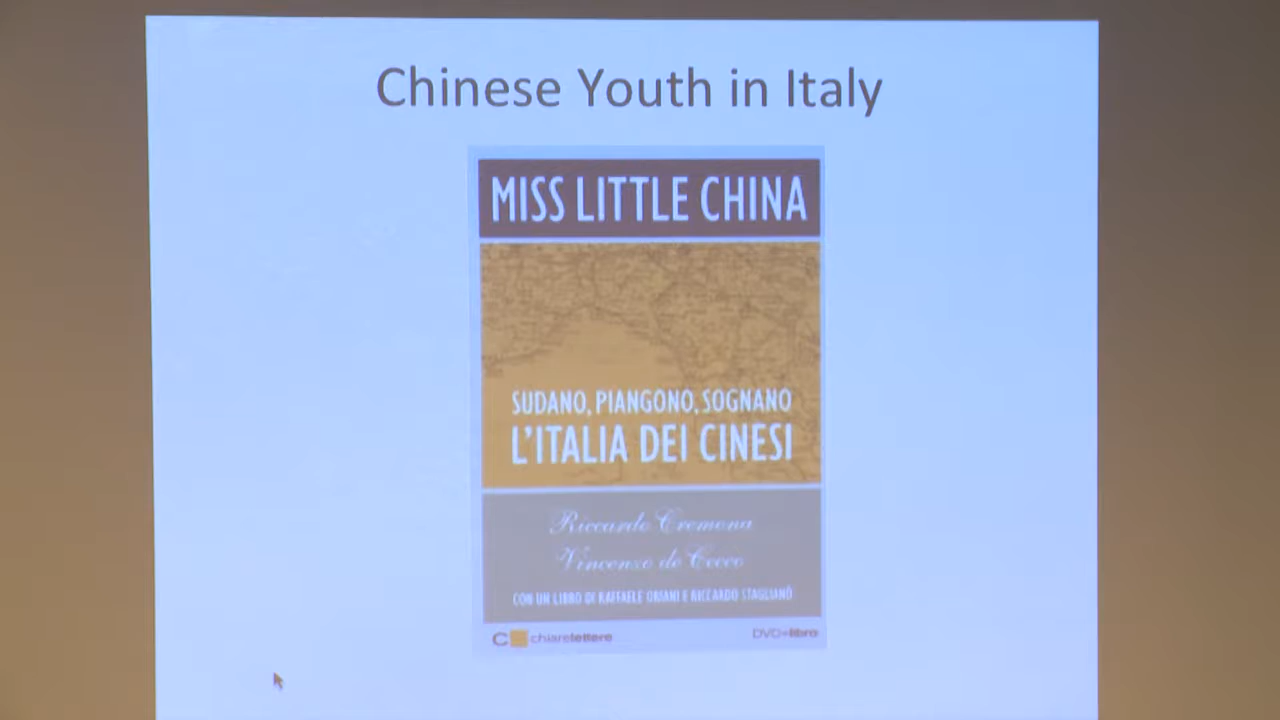 Chinese Youth in Italy
MISS LITTLE CHINA
SUDANO, PIANGONO, SOGNANO
L'ITALIA DEI CINESI
Riccardo Cremona
Vincenzo de Cecco
CON UN LIBRO DI RAFFAELE ORIANI E RICCARDO STAGLIANÒ
C chiarelettere
DVD+libro